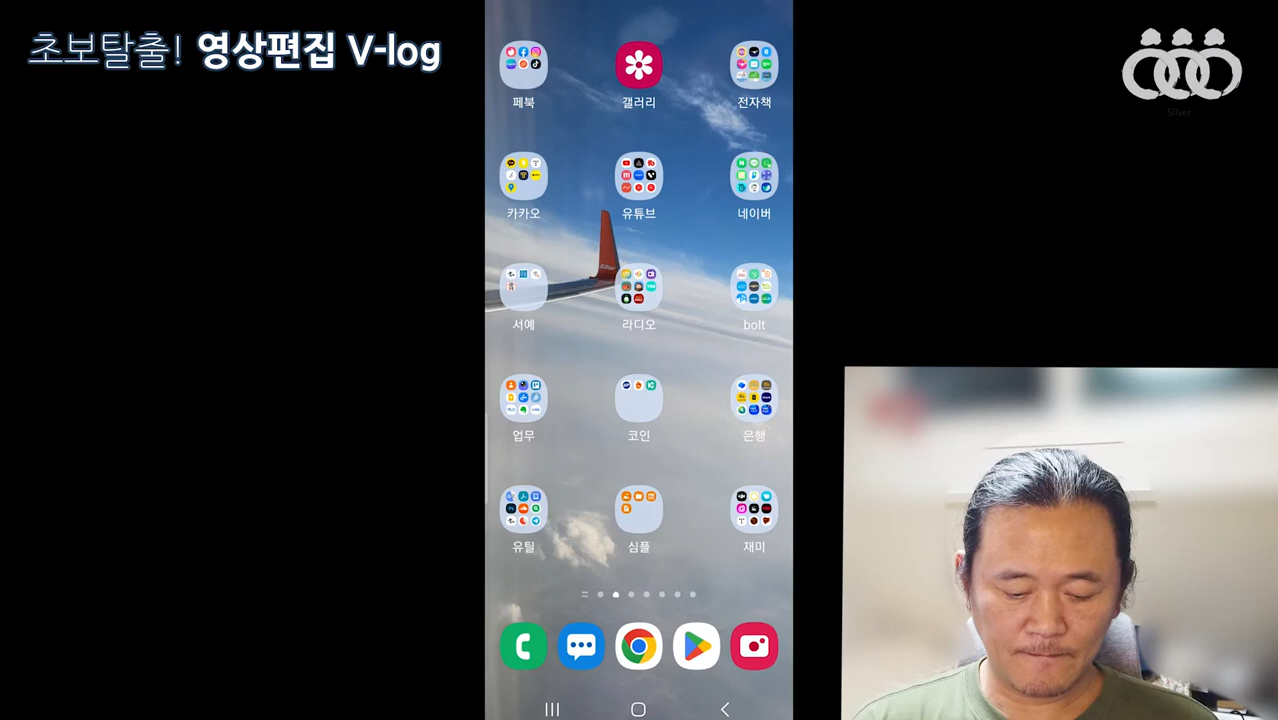 초보탈출! 영상편집 V-log
Silver
페북
갤러리
전자책
카카오
유튜브
네이버
서예
라디오
bolt
업무
코인
은행
유틸
심플
재미